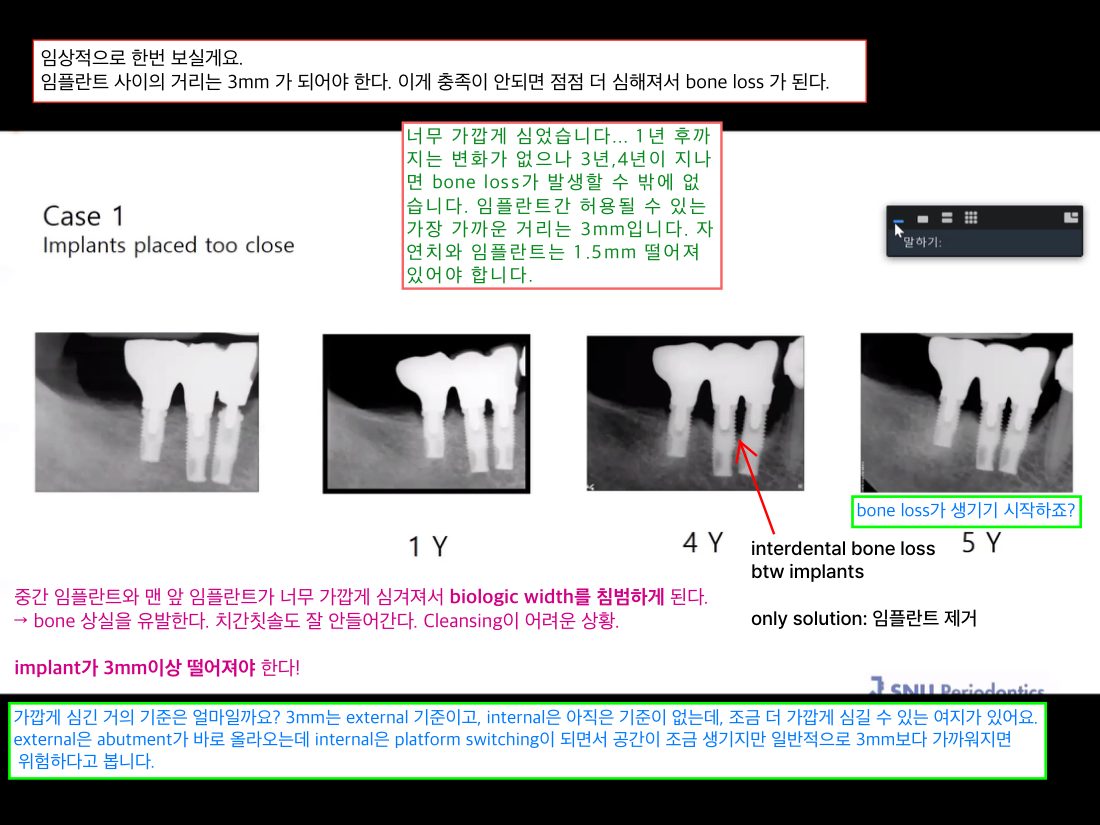 임상적으로 한번 보실게요.
임플란트 사이의 거리는 3mm 가 되어야 한다. 이게 충족이 안되면 점점 더 심해져서 bone loss 가 된다.
너무 가깝게 심었습니다... 1년 후까
지는 변화가 없으나 3년,4년이 지나
면 bone loss가 발생할 수 밖에 없
습니다. 임플란트간 허용될 수 있는
가장 가까운 거리는 3mm입니다. 자
연치와 임플란트는 1.5mm 떨어져
있어야 합니다.
Case 1
Implants placed too close
말하기:
bone loss가 생기기 시작하죠?
1 Y
4 Y
5 Y
interdental bone loss
btw implants
only solution: 임플란트 제거
중간 임플란트와 맨 앞 임플란트가 너무 가깝게 심겨져서 biologic width를 침범하게 된다.
→ bone 상실을 유발한다. 치간칫솔도 잘 안들어간다. Cleansing이 어려운 상황.
implant가 3mm이상 떨어져야 한다!
SNU Periodontics
가깝게 심긴 거의 기준은 얼마일까요? 3mm는 external 기준이고, internal은 아직은 기준이 없는데, 조금 더 가깝게 심길 수 있는 여지가 있어요.
external은 abutment가 바로 올라오는데 internal은 platform switching이 되면서 공간이 조금 생기지만 일반적으로 3mm보다 가까워지면
위험하다고 봅니다.